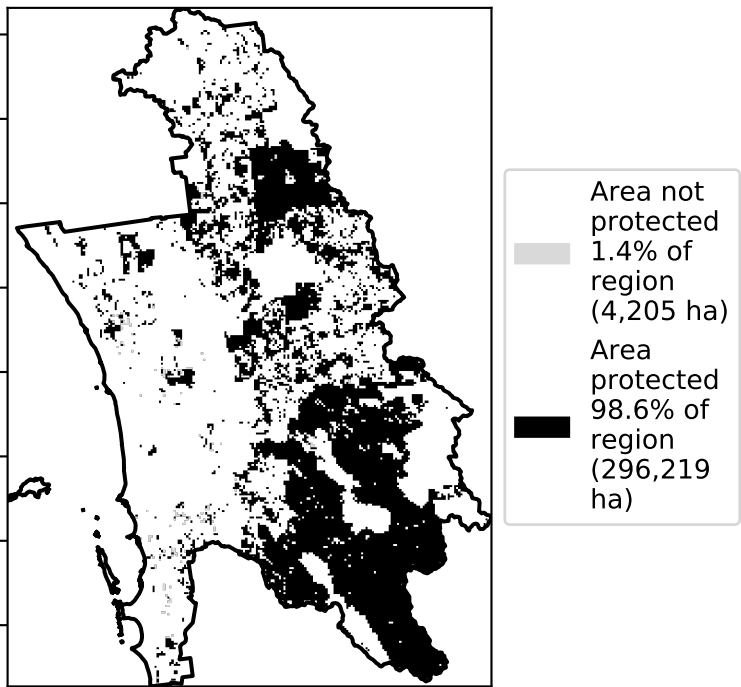 Area not
protected
1.4% of
region
(4,205 ha)
Area
protected
98.6% of
region
(296,219
ha)